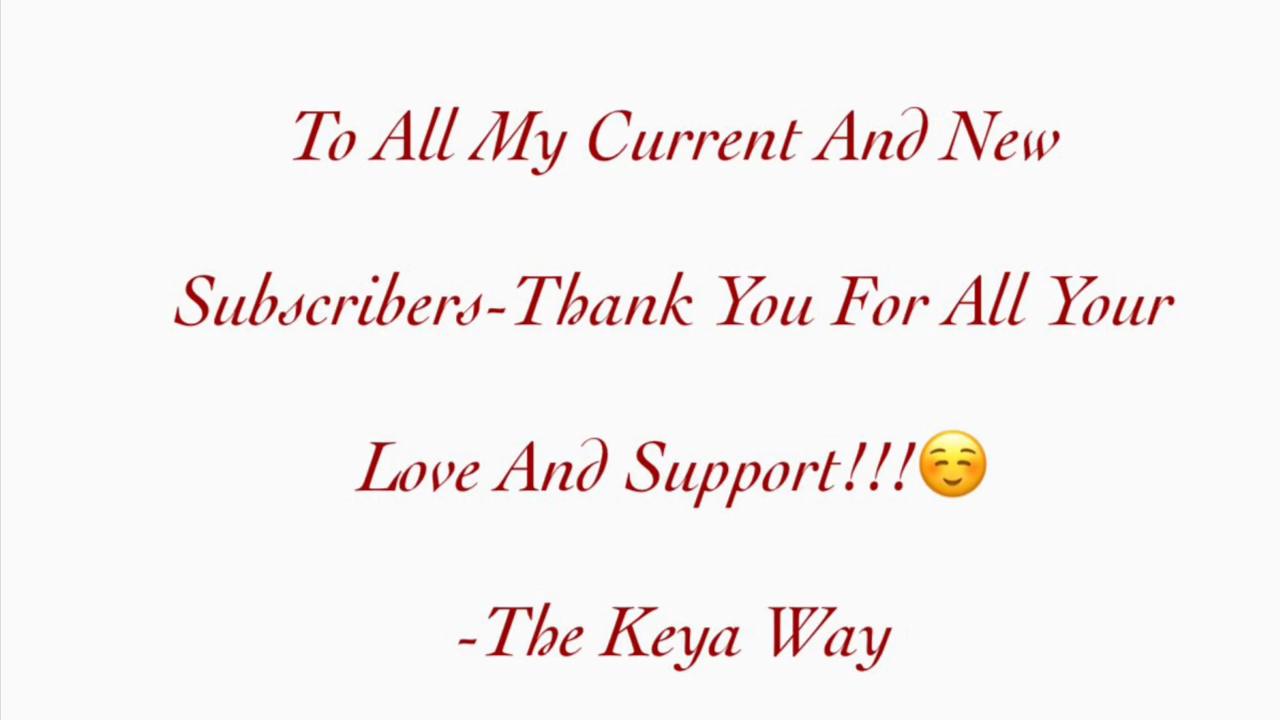 To All My Current And New
Subscribers-Thank You For All Your
Love And Support!!!☺️
-The Keya Way